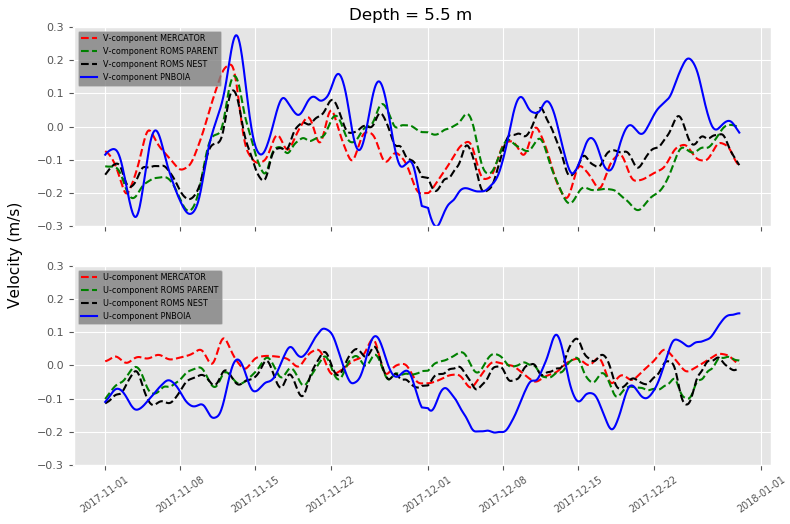 Depth = 5.5 m
0.3
0.2
0.1
0.0
−0.1
−0.2
−0.3
V-component MERCATOR
V-component ROMS PARENT
V-component ROMS NEST
V-component PNBOIA
Velocity (m/s)
0.3
0.2
0.1
0.0
−0.1
−0.2
−0.3
U-component MERCATOR
U-component ROMS PARENT
U-component ROMS NEST
U-component PNBOIA
2017-11-01
2017-11-08
2017-11-15
2017-11-22
2017-12-01
2017-12-08
2017-12-15
2017-12-22
2018-01-01